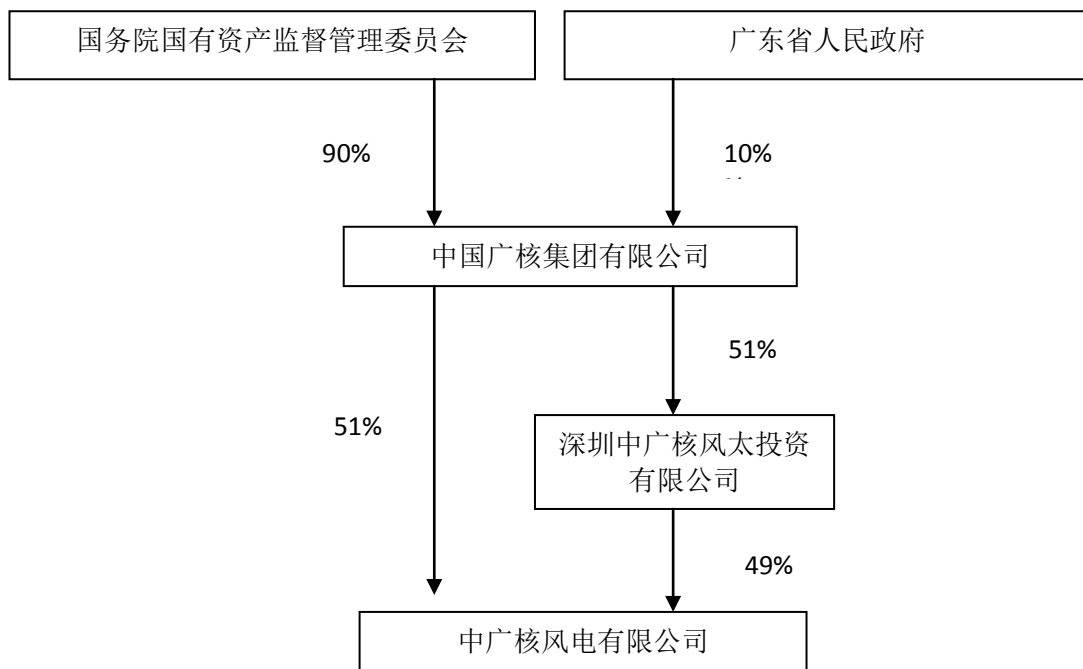 国务院国有资产监督管理委员会
广东省人民政府
90%
10%
中国广核集团有限公司
51%
51%
深圳中广核风太投资
有限公司
49%
中广核风电有限公司